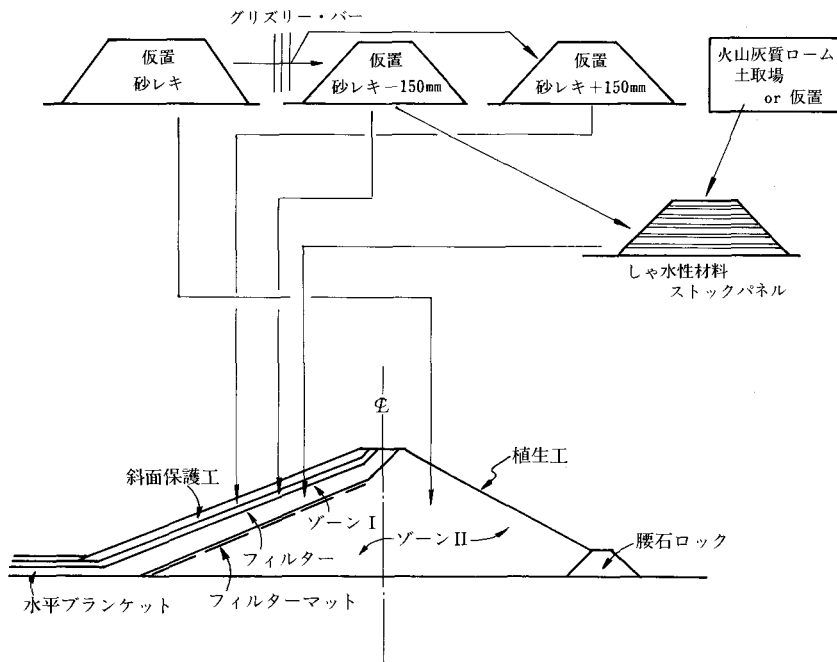 グリズリー・バー
仮置
砂レキ
仮置
砂レキ－150mm
仮置
砂レキ＋150mm
火山灰質ローム
土取場
or 仮置
しゃ水性材料
ストックパネル
℄
斜面保護工
植生工
ゾーンⅠ
ゾーンⅡ
フィルター
腰石ロック
水平ブランケット
フィルターマット